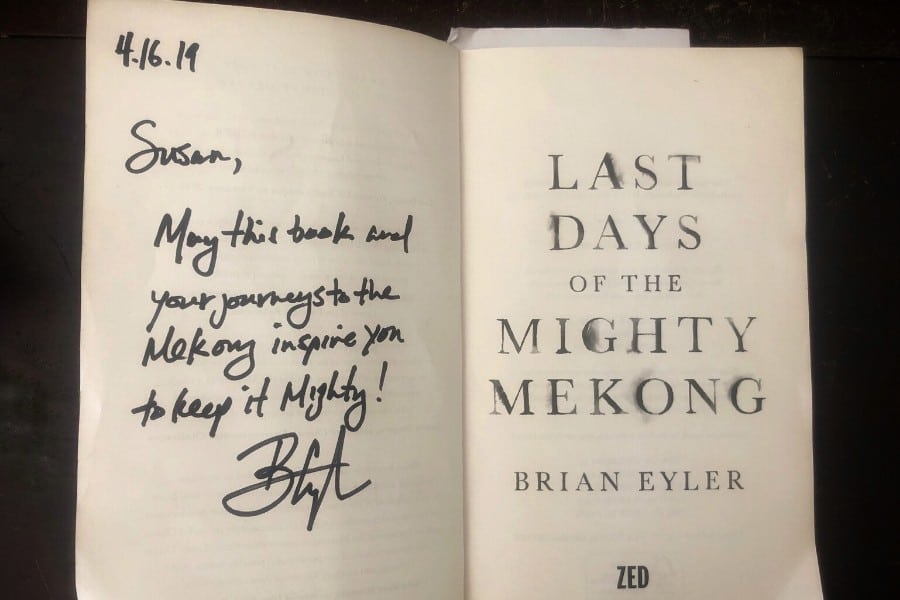 4.16.19
Susan,
May this book and
your journeys to the
Mekong inspire you
to keep it Mighty!
LAST
DAYS
OF THE
MIGHTY
MEKONG
BRIAN EYLER
ZED